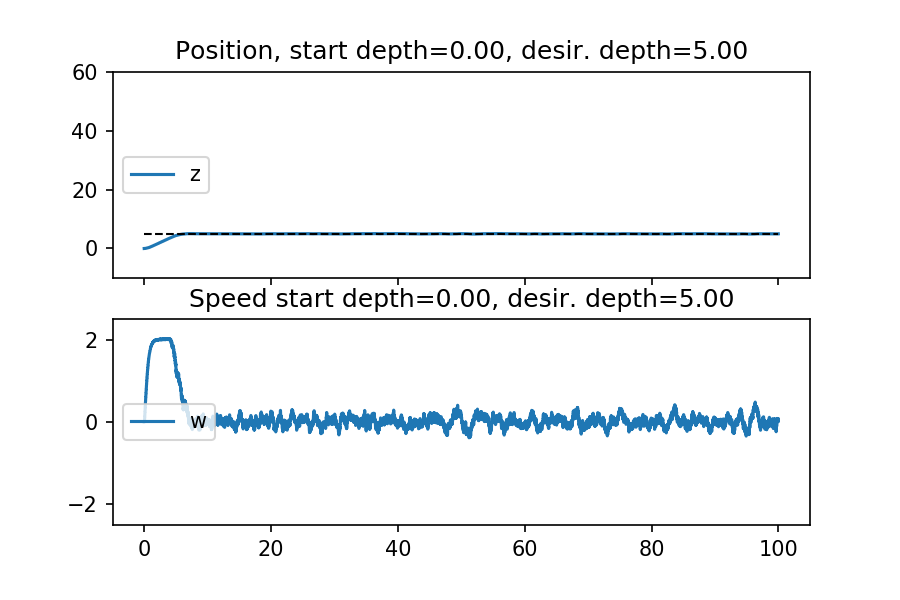 Position, start depth=0.00, desir. depth=5.00
60
40
20
0
z
Speed start depth=0.00, desir. depth=5.00
2
0
−2
w
0 20 40 60 80 100